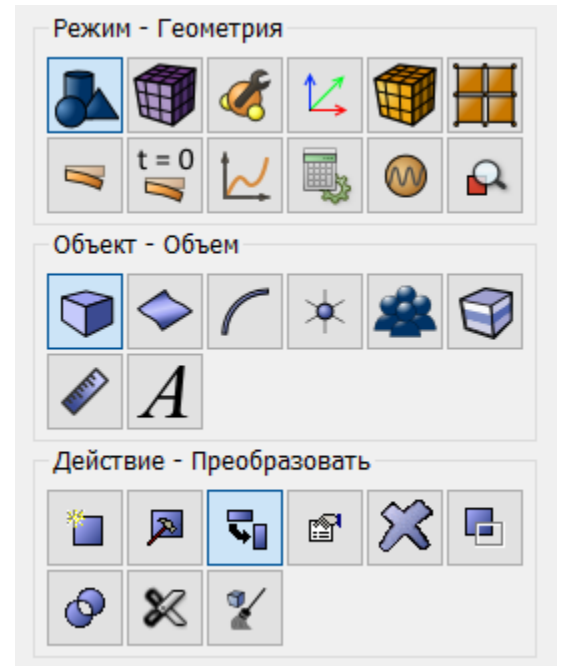 Режим - Геометрия
t = 0
Объект - Объем
A
Действие - Преобразовать